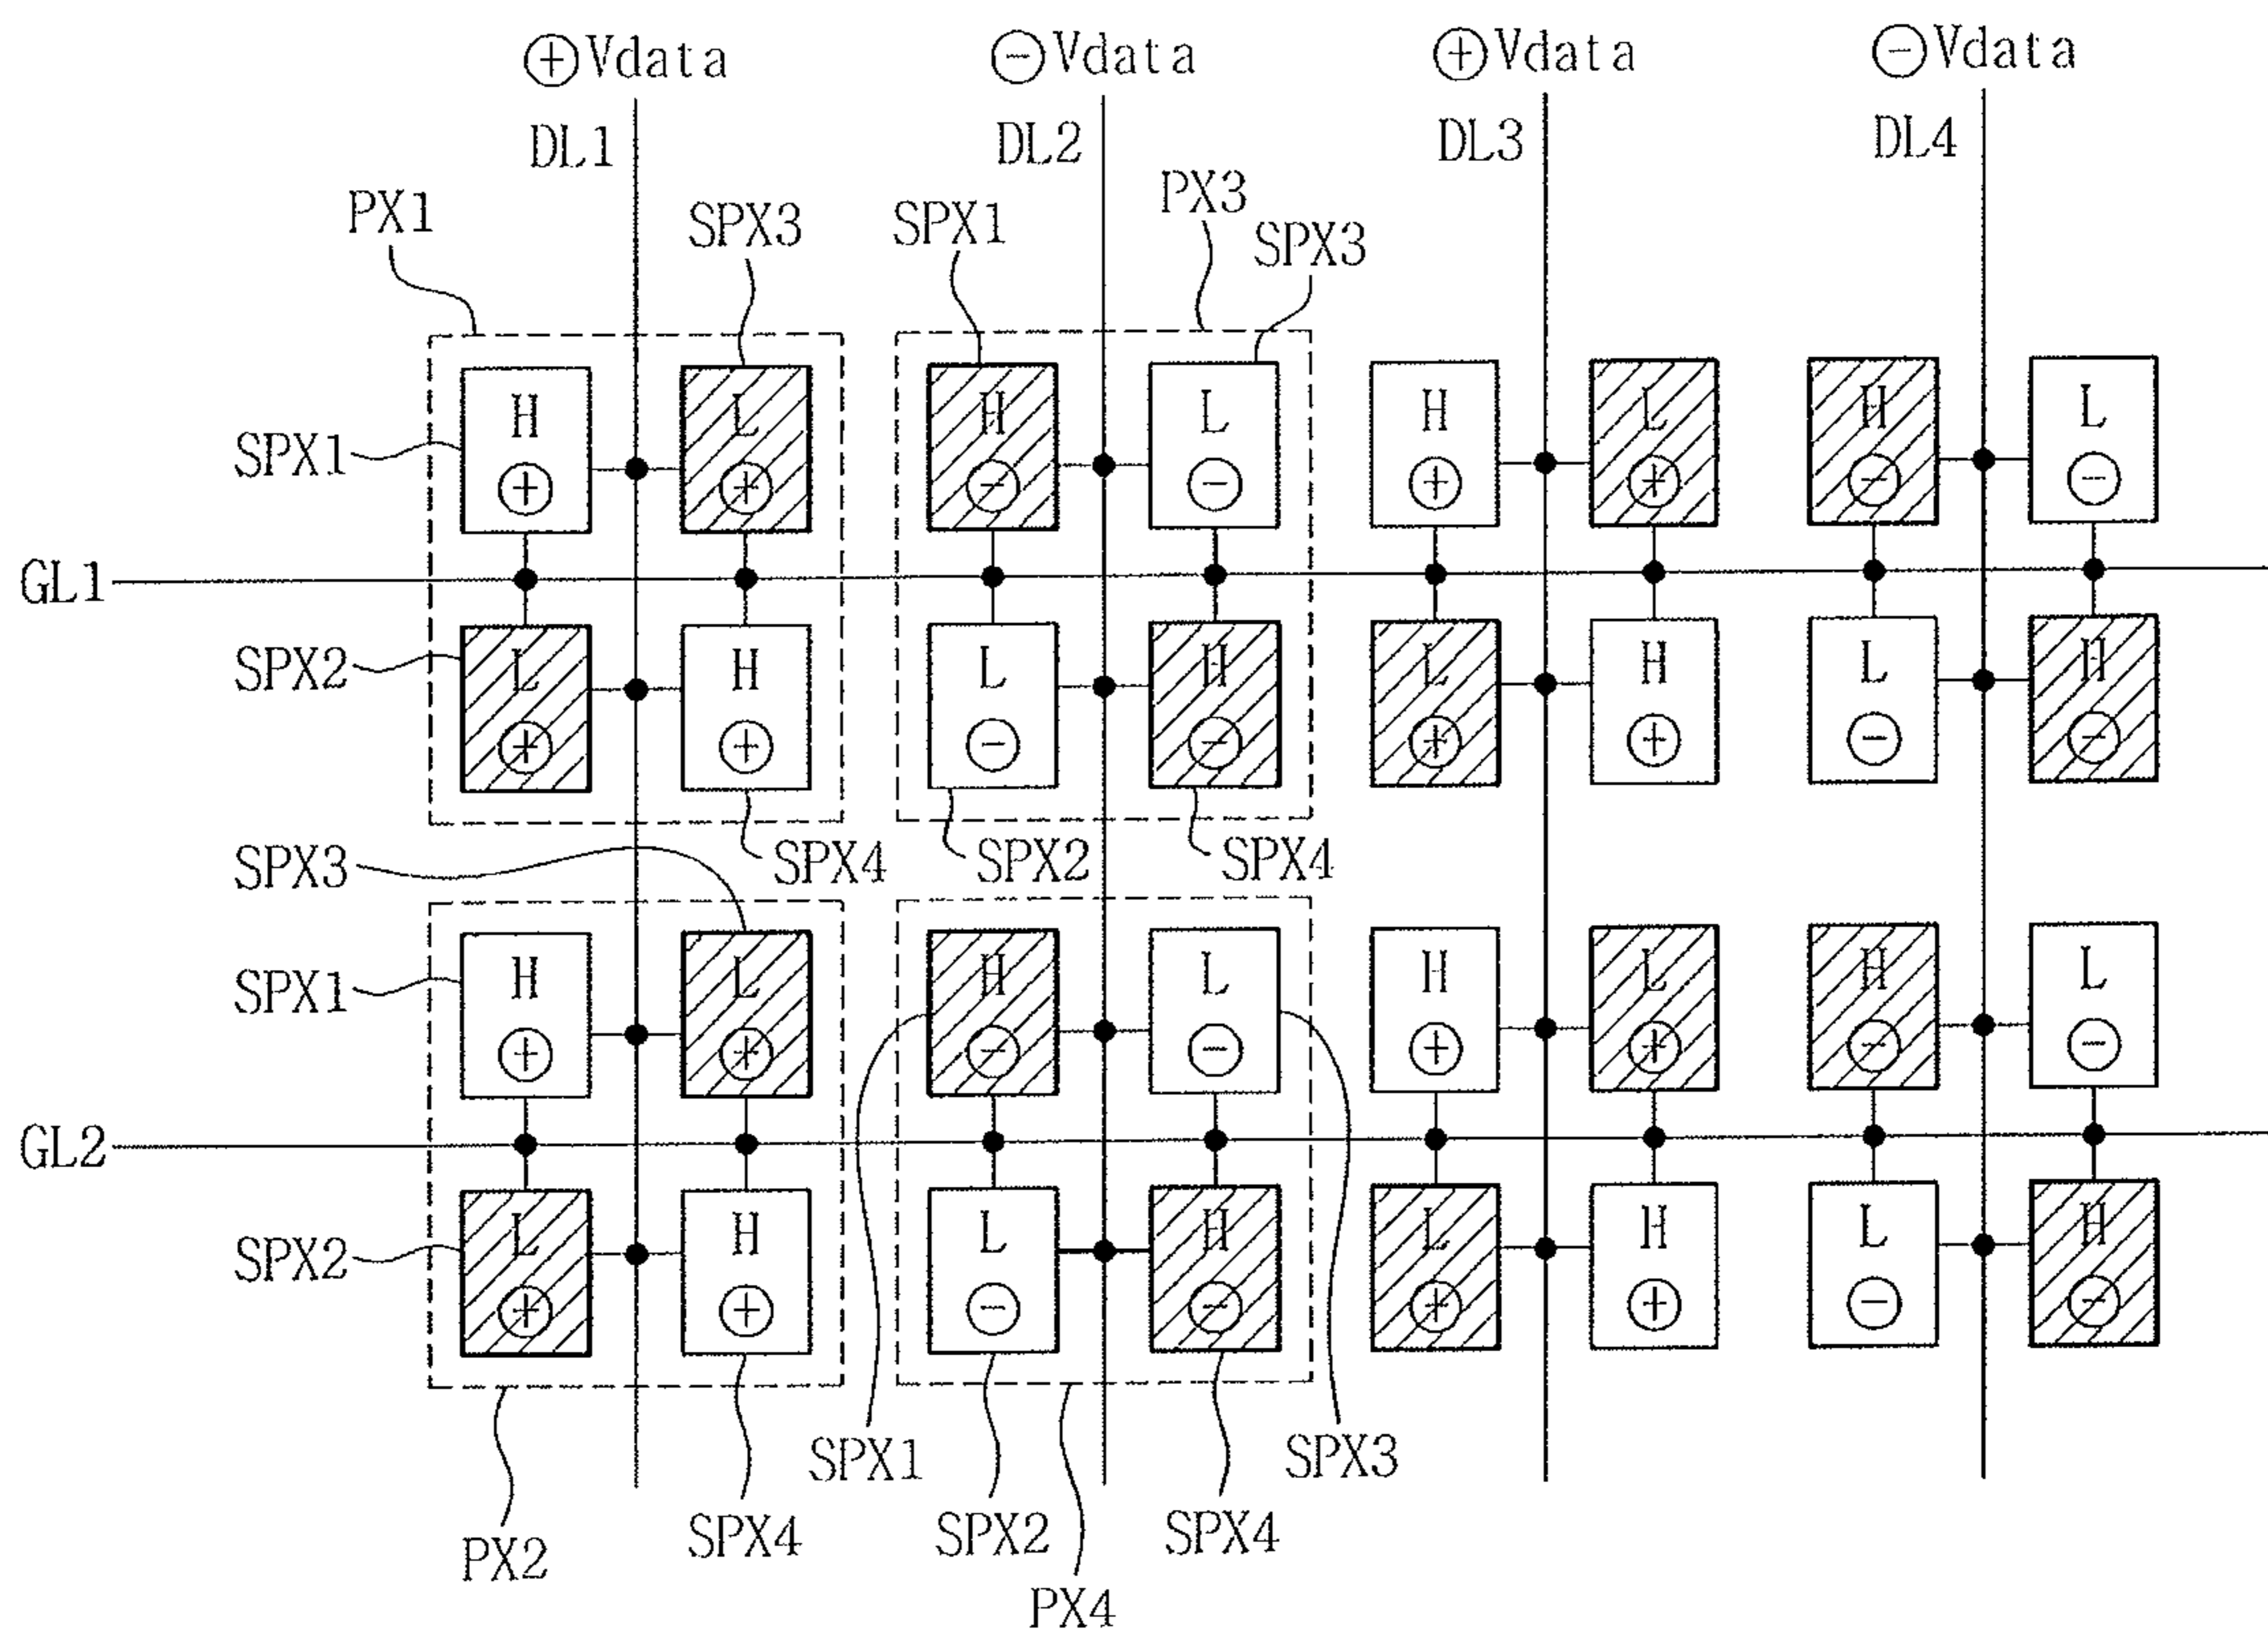 ⊕Vdata ⊖Vdata ⊕Vdata ⊖Vdata
DL1 DL2 DL3 DL4
PX1 SPX3 SPX1 PX3 SPX3
H L H L H L H L
SPX1 ⊕ ⊕ ⊖ ⊖ ⊕ ⊕ ⊖ ⊖
GL1
SPX2 L H L H L H L H
⊕ ⊕ ⊖ ⊖ ⊕ ⊕ ⊖ ⊖
SPX3 SPX4 SPX2 SPX4
SPX1 H L H L H L H L
⊕ ⊕ ⊖ ⊖ ⊕ ⊕ ⊖ ⊖
GL2
SPX2 L H L H L H L H
⊕ ⊕ ⊖ ⊖ ⊕ ⊕ ⊖ ⊖
SPX1 SPX3
PX2 SPX4 SPX2 SPX4
PX4